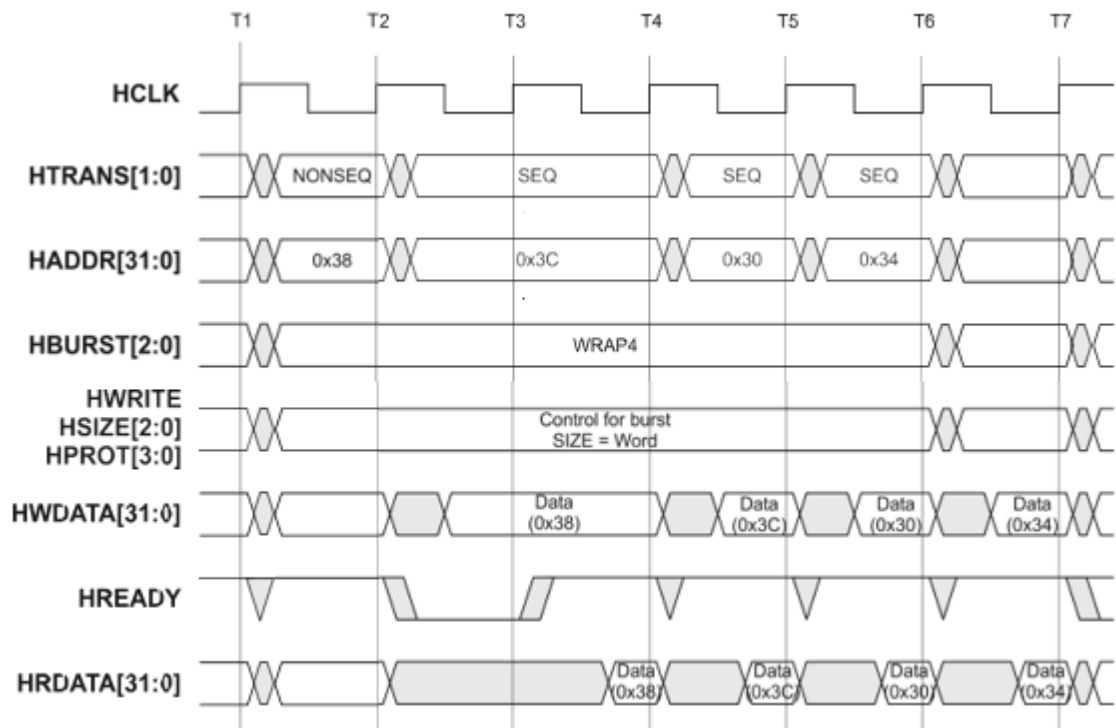 T1 T2 T3 T4 T5 T6 T7
HCLK
HTRANS[1:0] NONSEQ SEQ SEQ SEQ
HADDR[31:0] 0x38 0x3C 0x30 0x34
HBURST[2:0] WRAP4
HWRITE
HSIZE[2:0]
HPROT[3:0]
Control for burst
SIZE = Word
HWDATA[31:0]
Data Data Data Data
(0x38) (0x3C) (0x30) (0x34)
HREADY
HRDATA[31:0]
Data Data Data Data
(0x38) (0x3C) (0x30) (0x34)